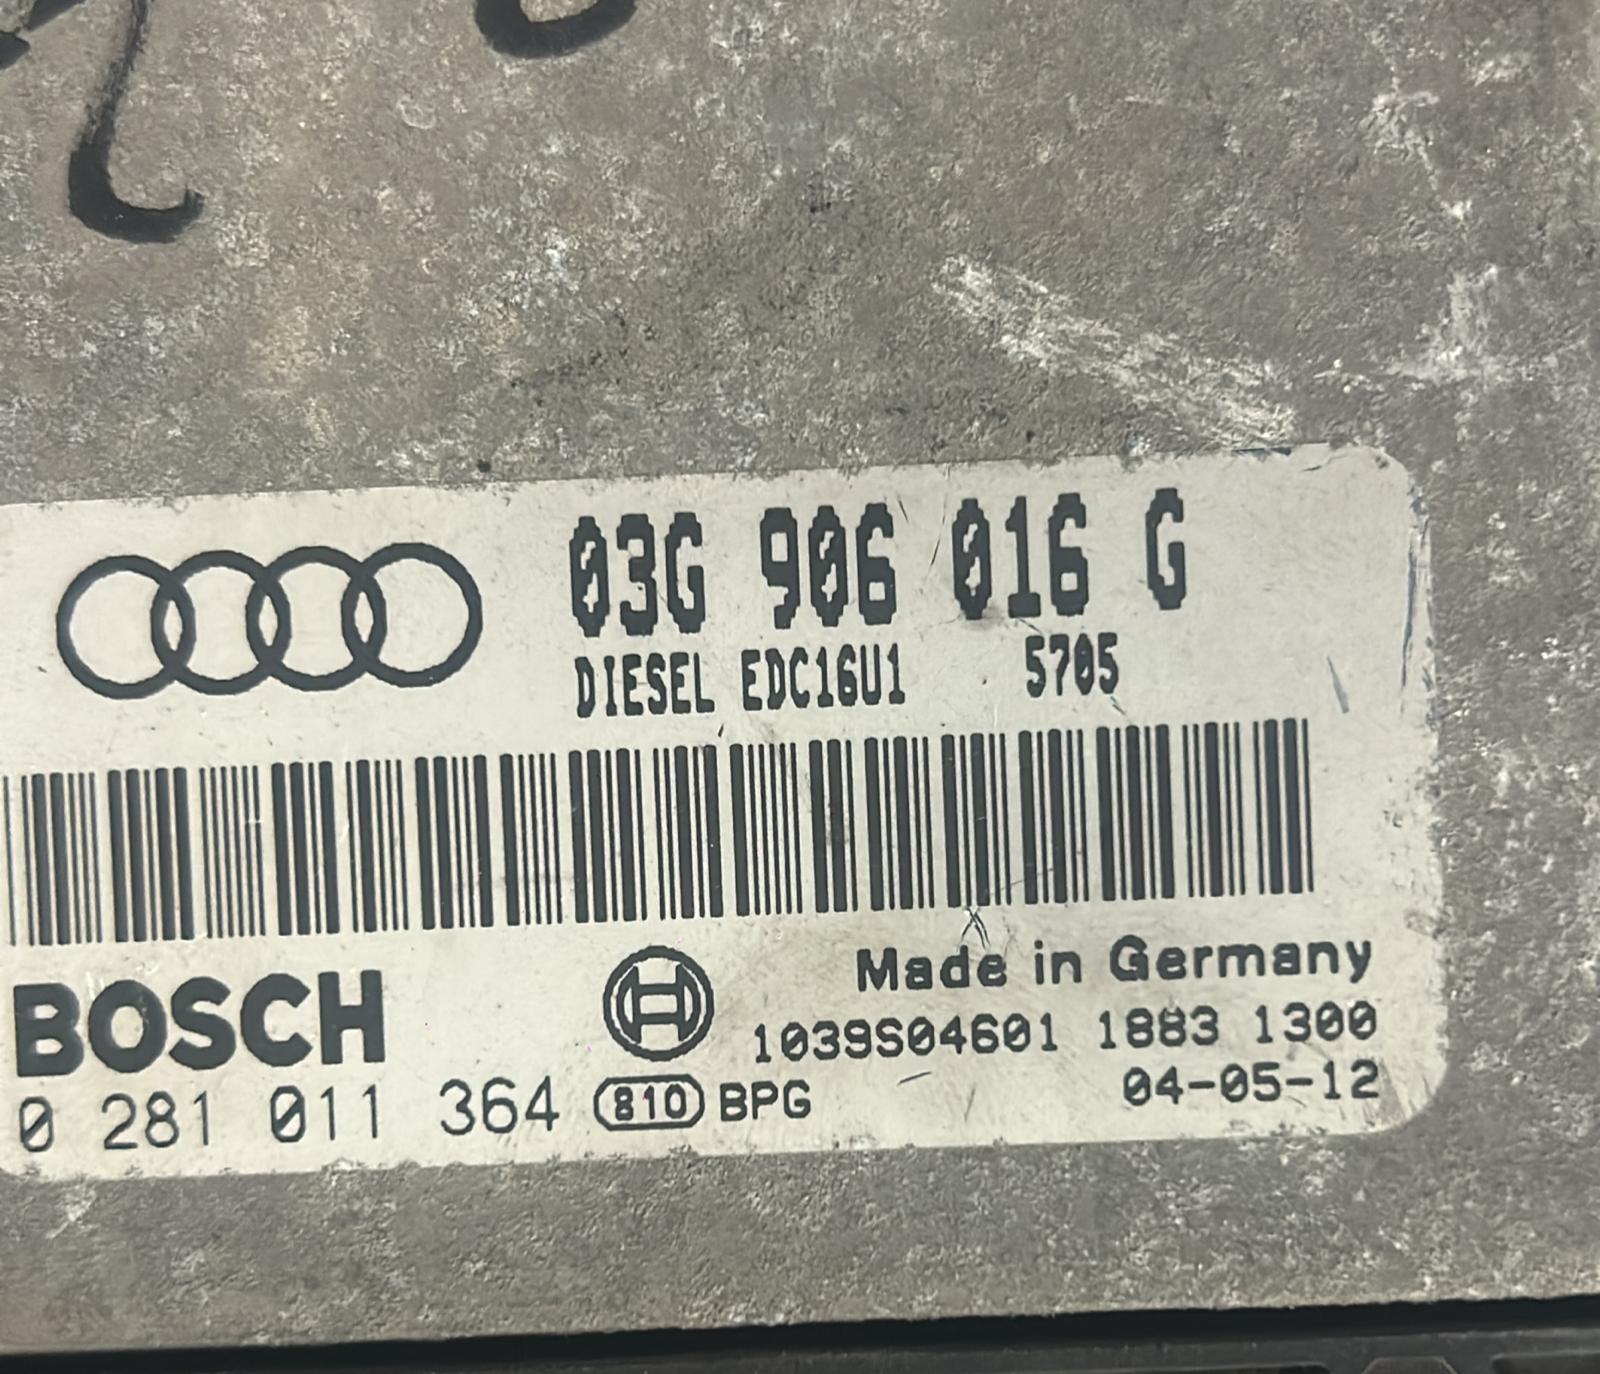 03G 906 016 G
DIESEL EDC16U1 5705
BOSCH
Made in Germany
1039S04601 1883 1300
0 281 011 364 810 BPG 04-05-12